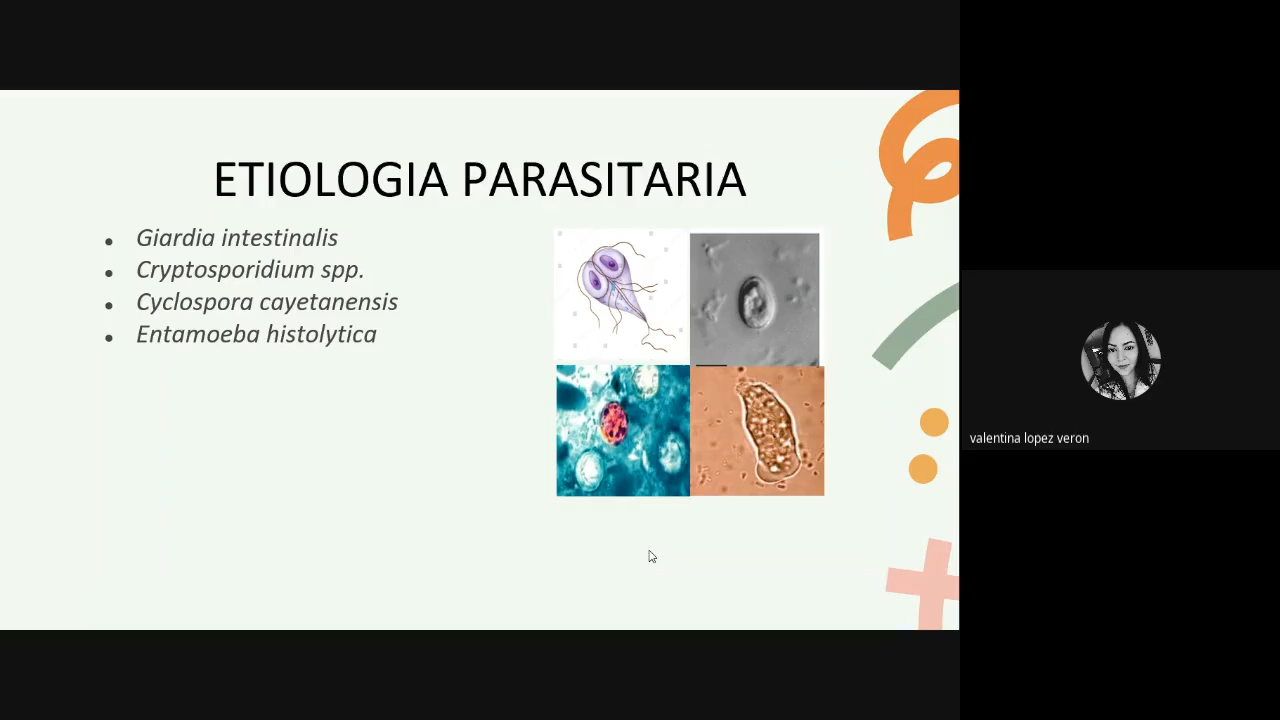 ETIOLOGIA PARASITARIA
Giardia intestinalis
Cryptosporidium spp.
Cyclospora cayetanensis
Entamoeba histolytica
valentina lopez veron